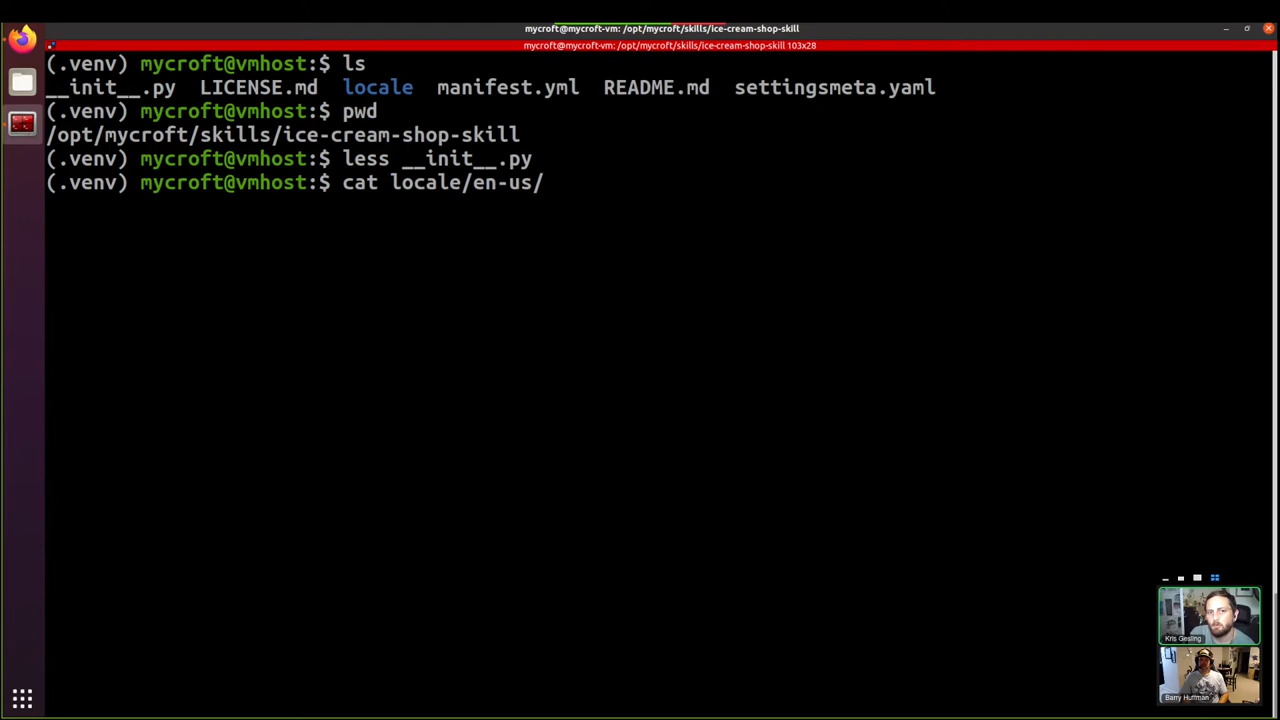 mycroft@mycroft-vm: /opt/mycroft/skills/ice-cream-shop-skill
mycroft@mycroft-vm: /opt/mycroft/skills/ice-cream-shop-skill 103x28
(.venv) mycroft@vmhost:$ ls
__init__.py  LICENSE.md  locale  manifest.yml  README.md  settingsmeta.yaml
(.venv) mycroft@vmhost:$ pwd
/opt/mycroft/skills/ice-cream-shop-skill
(.venv) mycroft@vmhost:$ less __init__.py
(.venv) mycroft@vmhost:$ cat locale/en-us/
Kris Gesling
Barry Huffman